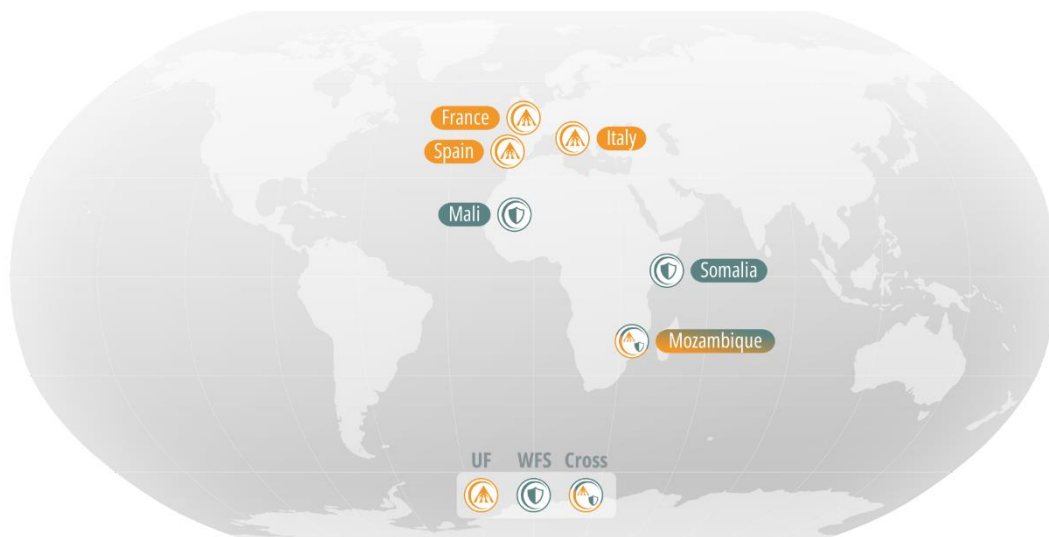 France
Italy
Spain
Mali
Somalia
Mozambique
UF WFS Cross